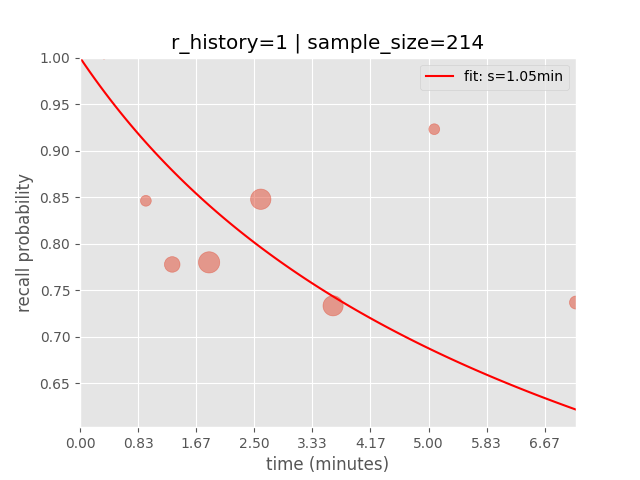 r_history=1 | sample_size=214
fit: s=1.05min
1.00
0.95
0.90
0.85
0.80
0.75
0.70
0.65
recall probability
0.00 0.83 1.67 2.50 3.33 4.17 5.00 5.83 6.67
time (minutes)